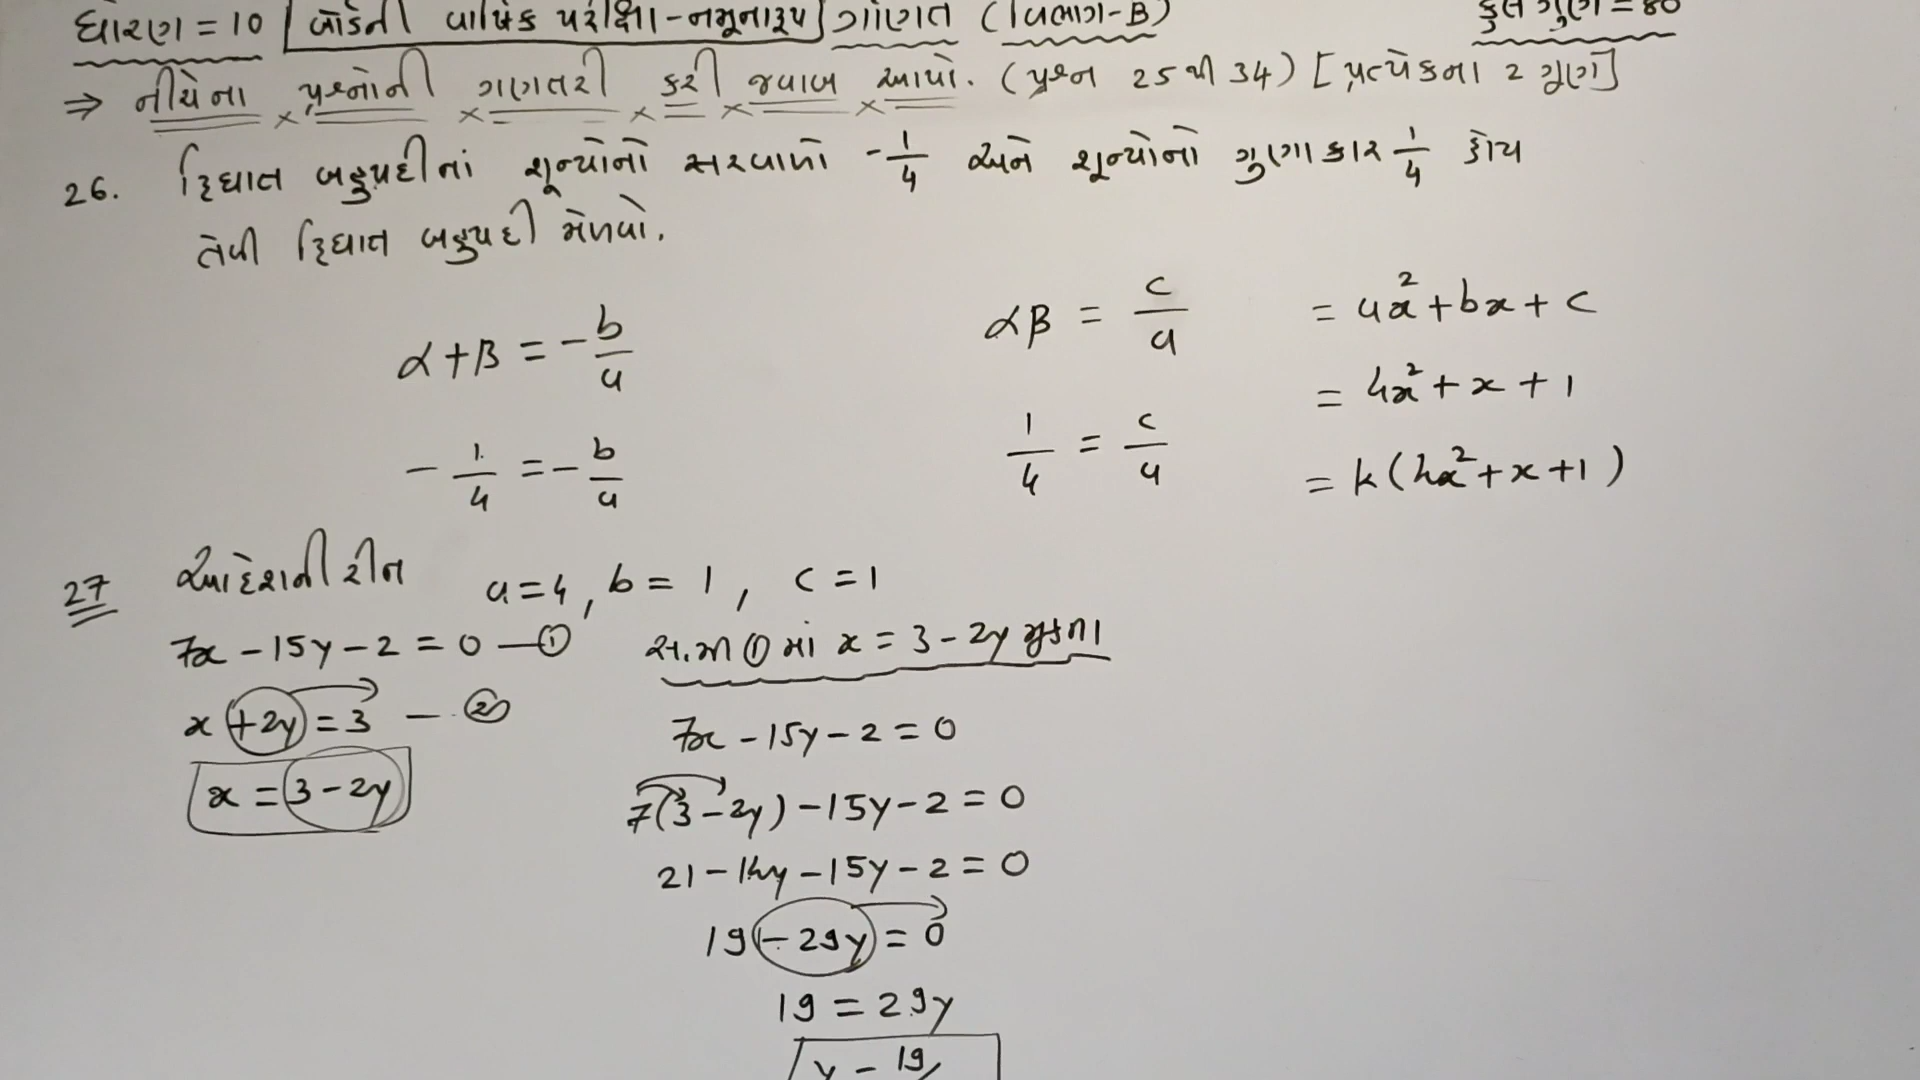 ધોરણ = 10 બોર્ડની વાર્ષિક પરીક્ષા - નમૂનારૂપ ગણિત (વિભાગ-B) કુલ ગુણ = 80
⇒ નીચેના પ્રશ્નોની ગણતરી કરી જવાબ આપો. (પ્રશ્ન 25 થી 34) [પ્રત્યેકના 2 ગુણ]
26. દ્વિઘાત બહુપદીનાં શૂન્યોનો સરવાળો -1/4 અને શૂન્યોનો ગુણાકાર 1/4 હોય
તેવી દ્વિઘાત બહુપદી મેળવો.
α+β = -b/a
-1/4 = -b/a
αβ = c/a
1/4 = c/a
= ax² + bx + c
= 4x² + x + 1
= k(4x² + x + 1)
a=4, b = 1, c = 1
27 આદેશની રીત
7x - 15y - 2 = 0 — ①
x + 2y = 3 — ②
x = 3 - 2y
સ.મી ① માં x = 3 - 2y મુકતા
7x - 15y - 2 = 0
7(3 - 2y) - 15y - 2 = 0
21 - 14y - 15y - 2 = 0
19 - 29y = 0
19 = 29y
y = 19/